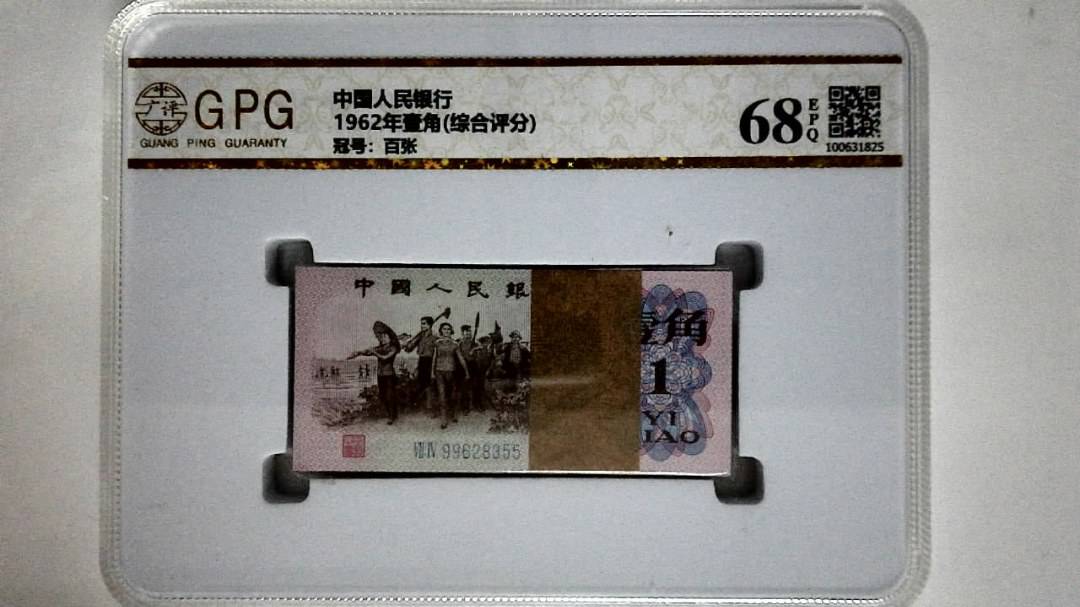 广评
GPG
GUANG PING GUARANTY
中国人民银行
1962年壹角(综合评分)
冠号：百张
68
EPQ
100631825
中國人民銀
角
1
YI
JIAO
99628355